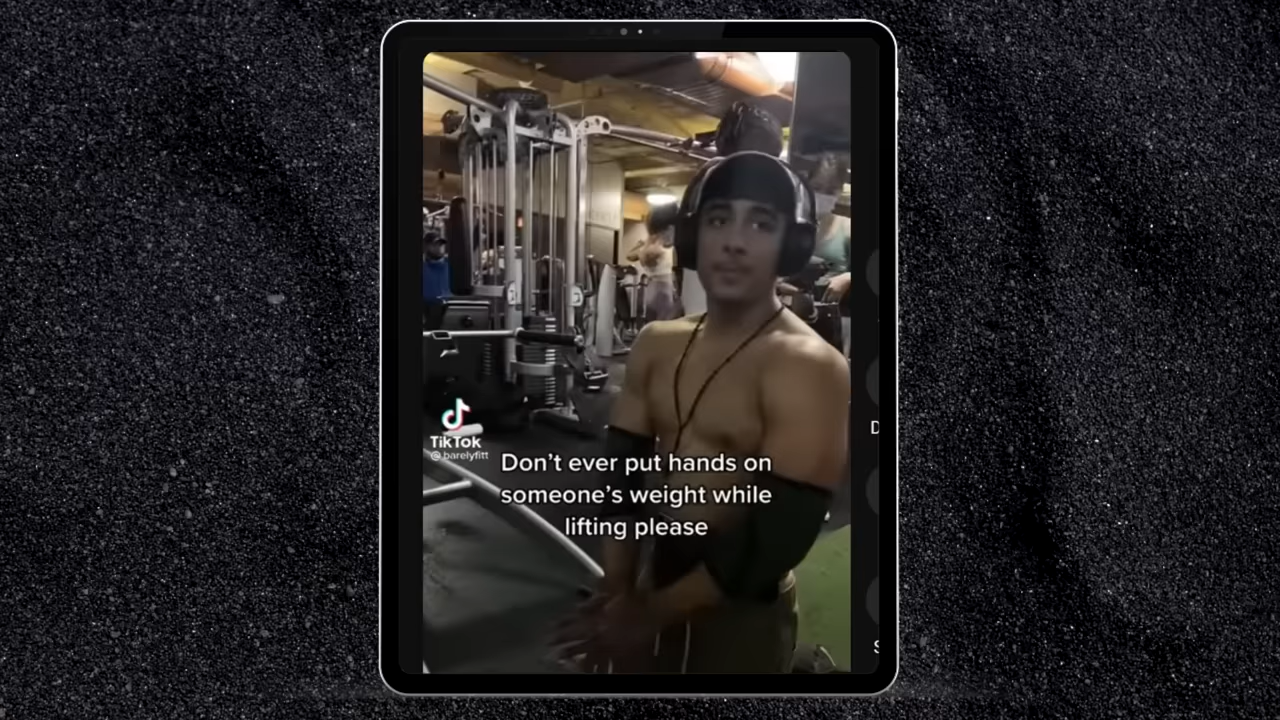 TikTok
@ barelyfitt
Don't ever put hands on
someone's weight while
lifting please
D
S